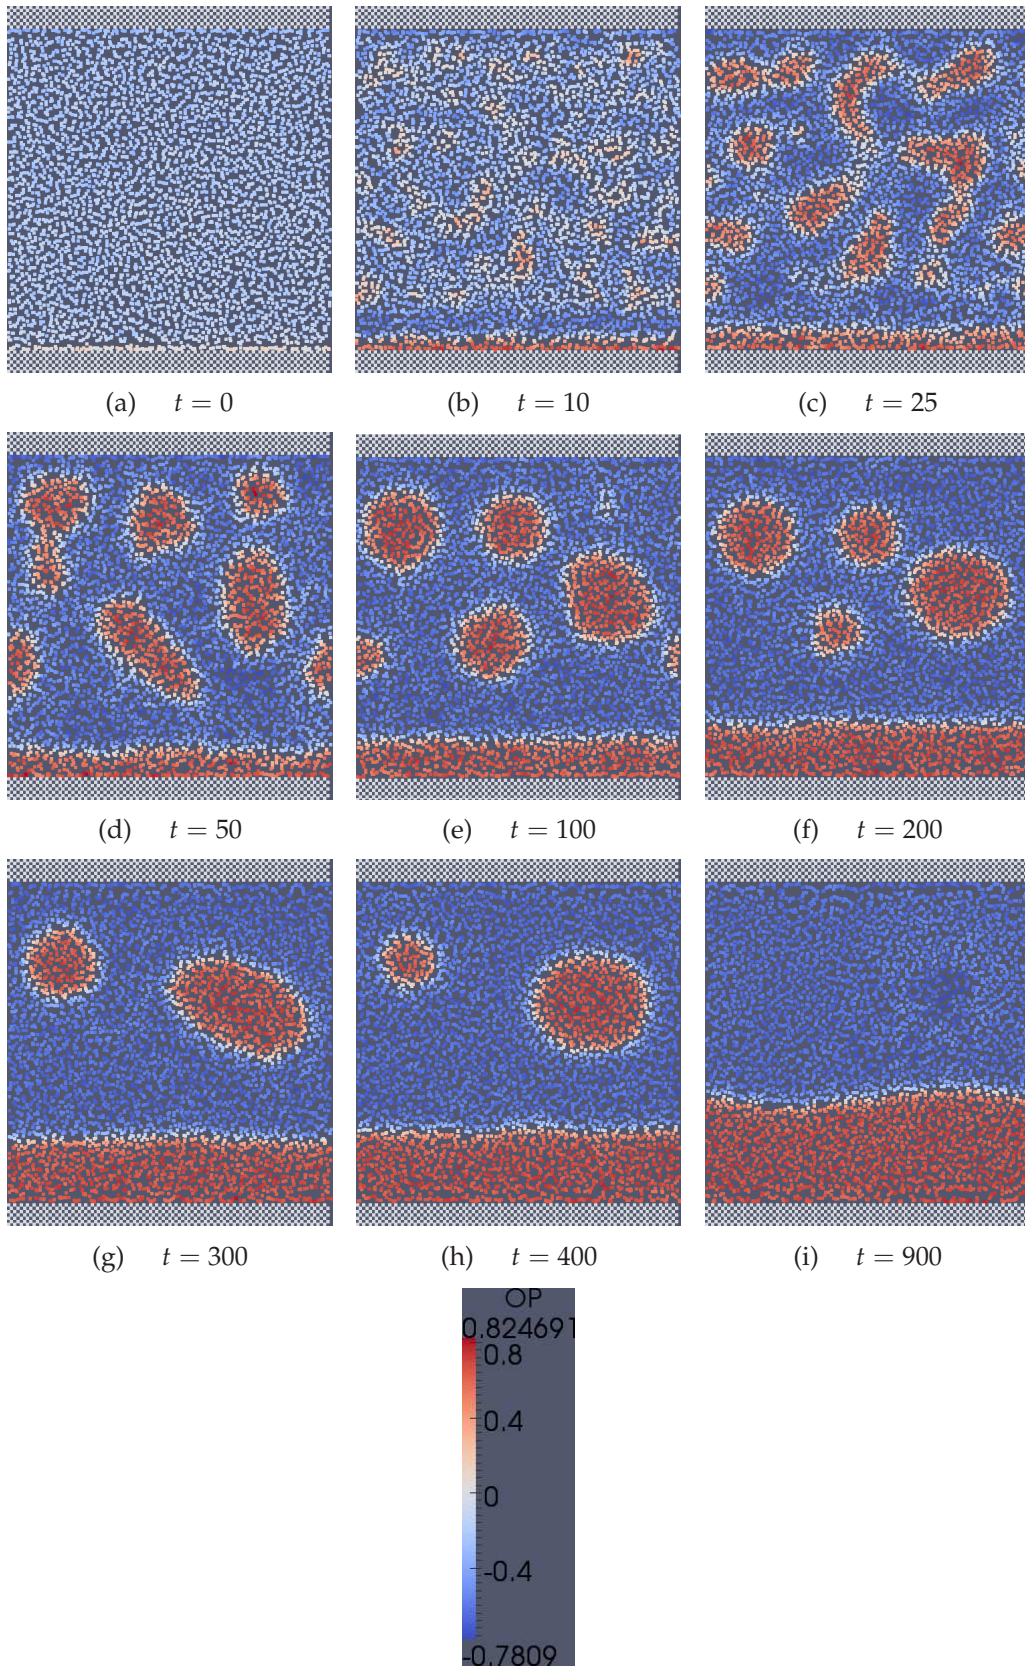 (a) t = 0
(b) t = 10
(c) t = 25
(d) t = 50
(e) t = 100
(f) t = 200
(g) t = 300
(h) t = 400
(i) t = 900
OP
0.824691
0.8
0.4
0
-0.4
-0.7809